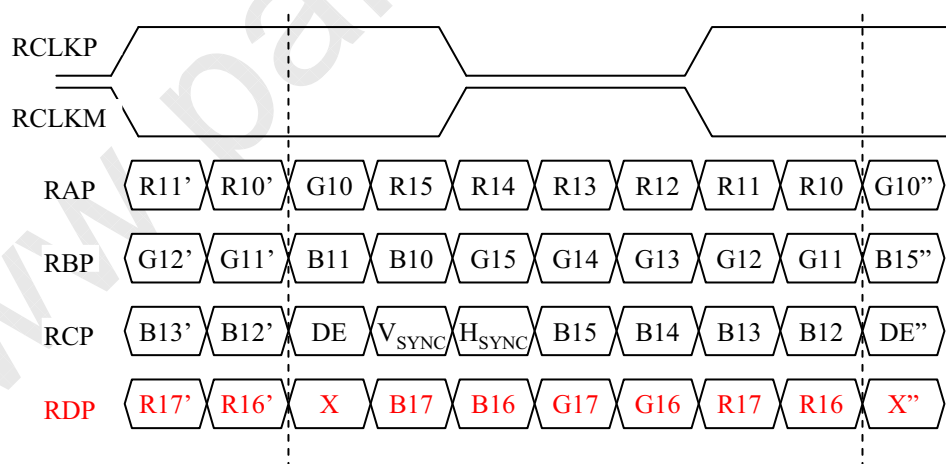 RCLKP
RCLKM
RAP R11’ R10’ G10 R15 R14 R13 R12 R11 R10 G10”
RBP G12’ G11’ B11 B10 G15 G14 G13 G12 G11 B15”
RCP B13’ B12’ DE VSYNC HSYNC B15 B14 B13 B12 DE”
RDP R17’ R16’ X B17 B16 G17 G16 R17 R16 X”